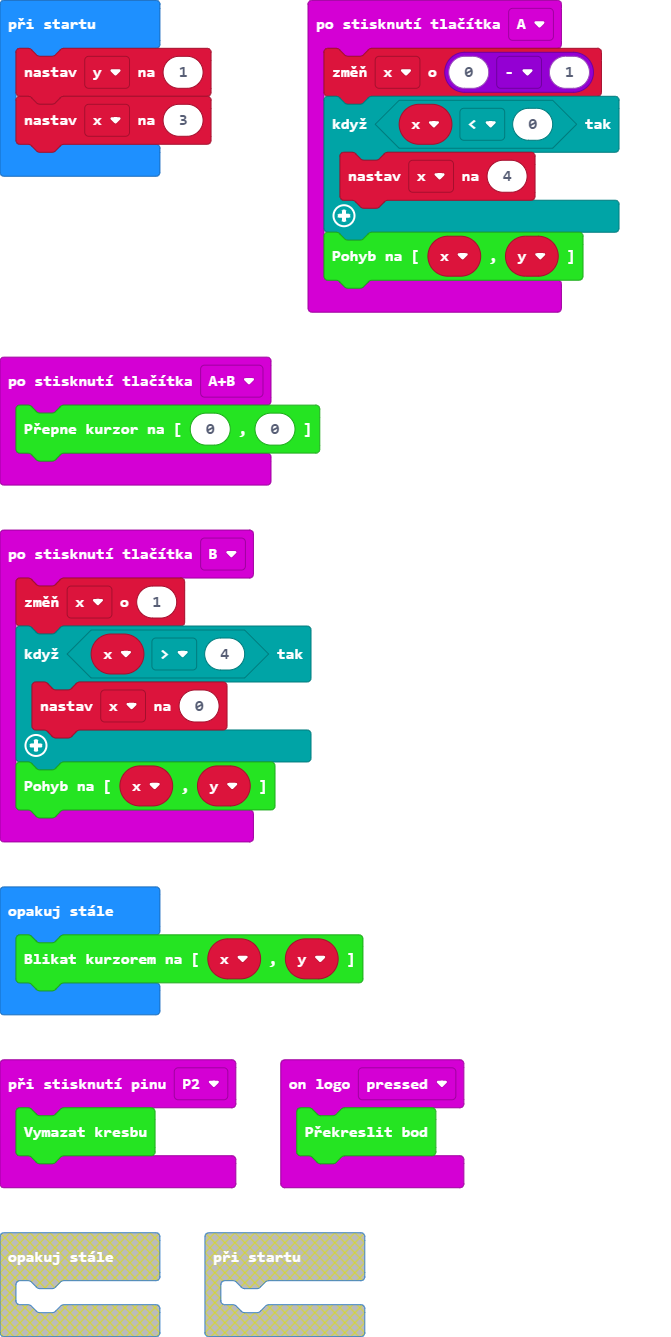 při startu
nastav y na 1
nastav x na 3
po stisknutí tlačítka A
změň x o 0 - 1
když x < 0 tak
nastav x na 4
Pohyb na [ x , y ]
po stisknutí tlačítka A+B
Přepne kurzor na [ 0 , 0 ]
po stisknutí tlačítka B
změň x o 1
když x > 4 tak
nastav x na 0
Pohyb na [ x , y ]
opakuj stále
Blikat kurzorem na [ x , y ]
při stisknutí pinu P2
Vymazat kresbu
on logo pressed
Překreslit bod
opakuj stále
při startu